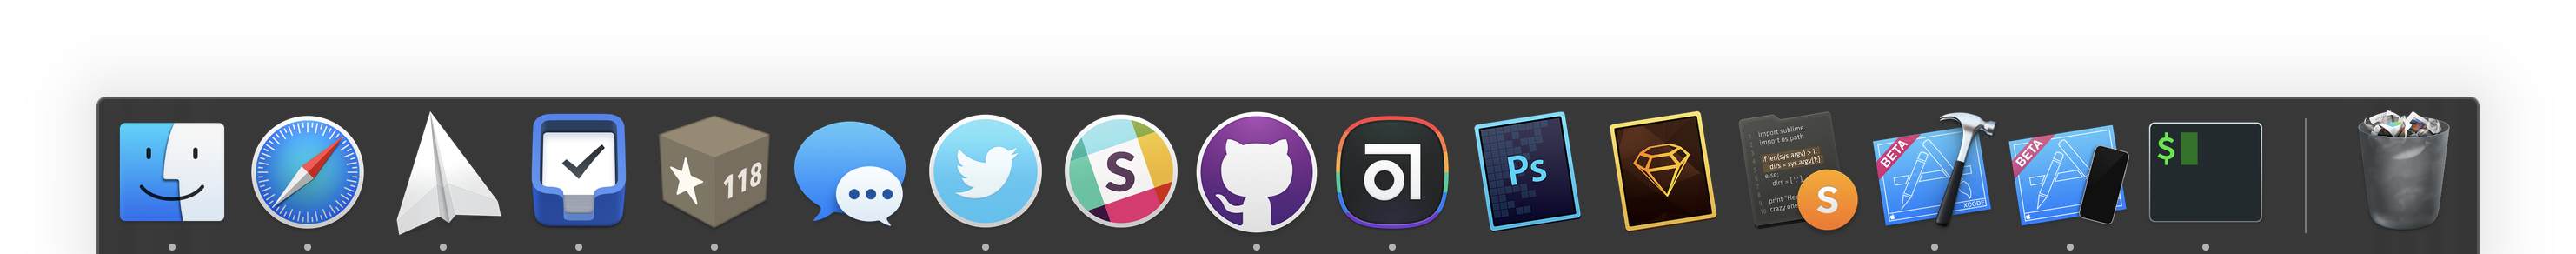 118
S
Ps
import sublime
import os.path
if len(sys.argv) > 1:
dirs = sys.argv[1:]
else:
dirs = ['.']
print "He
crazy one
S
BETA
XCODE
BETA
$